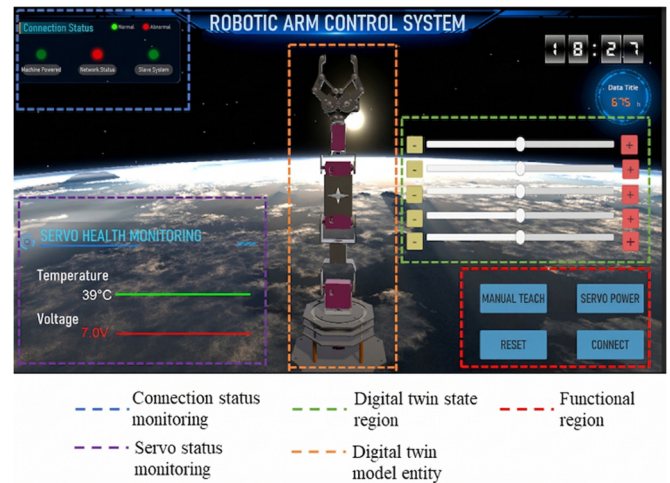 ROBOTIC ARM CONTROL SYSTEM
Connection Status
Normal
Abnormal
Machine Powered
Network Status
Slave System
18:27
Data Title
675 h
-
+
-
+
-
+
-
+
-
+
SERVO HEALTH MONITORING
Temperature
39°C
Voltage
7.0V
MANUAL TEACH
SERVO POWER
RESET
CONNECT
Connection status
monitoring
Digital twin state
region
Functional
region
Servo status
monitoring
Digital twin
model entity